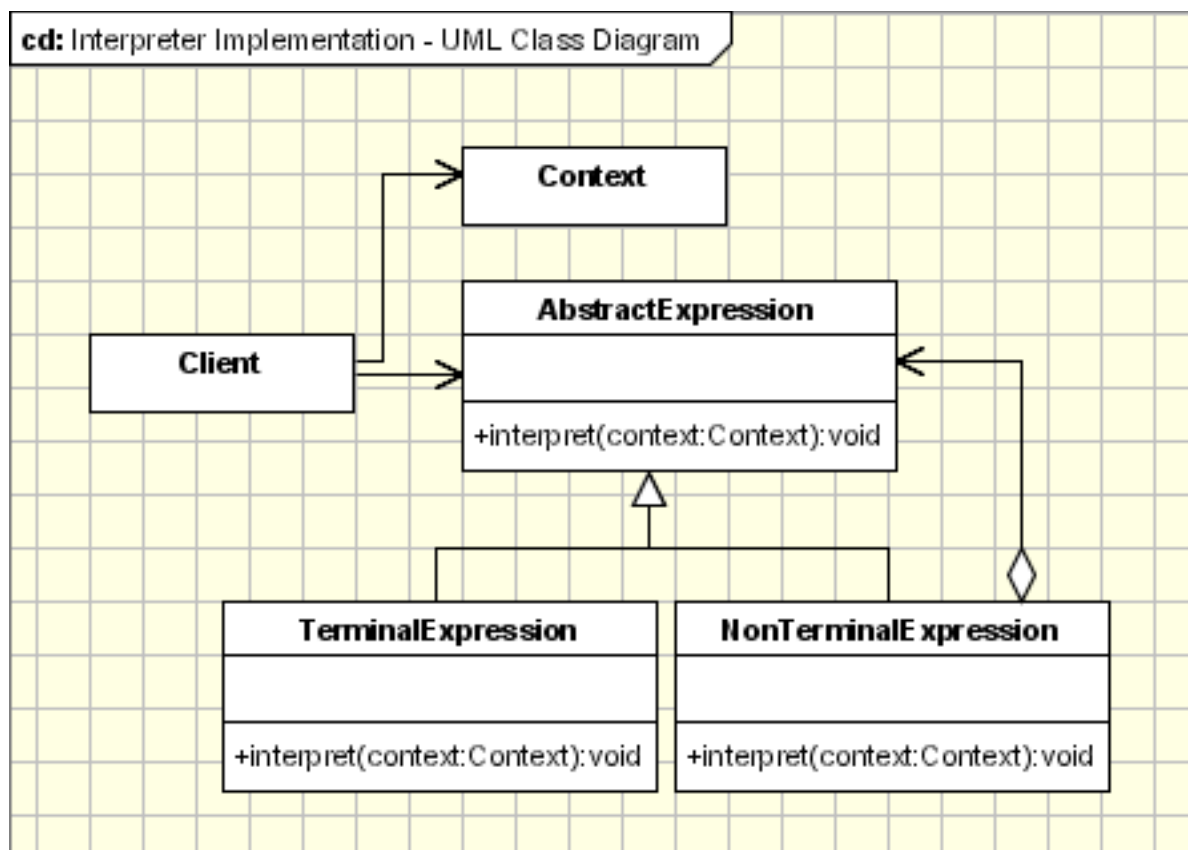 cd: Interpreter Implementation - UML Class Diagram
Context
AbstractExpression
Client
+interpret(context:Context):void
TerminalExpression
NonTerminalExpression
+interpret(context:Context):void
+interpret(context:Context):void